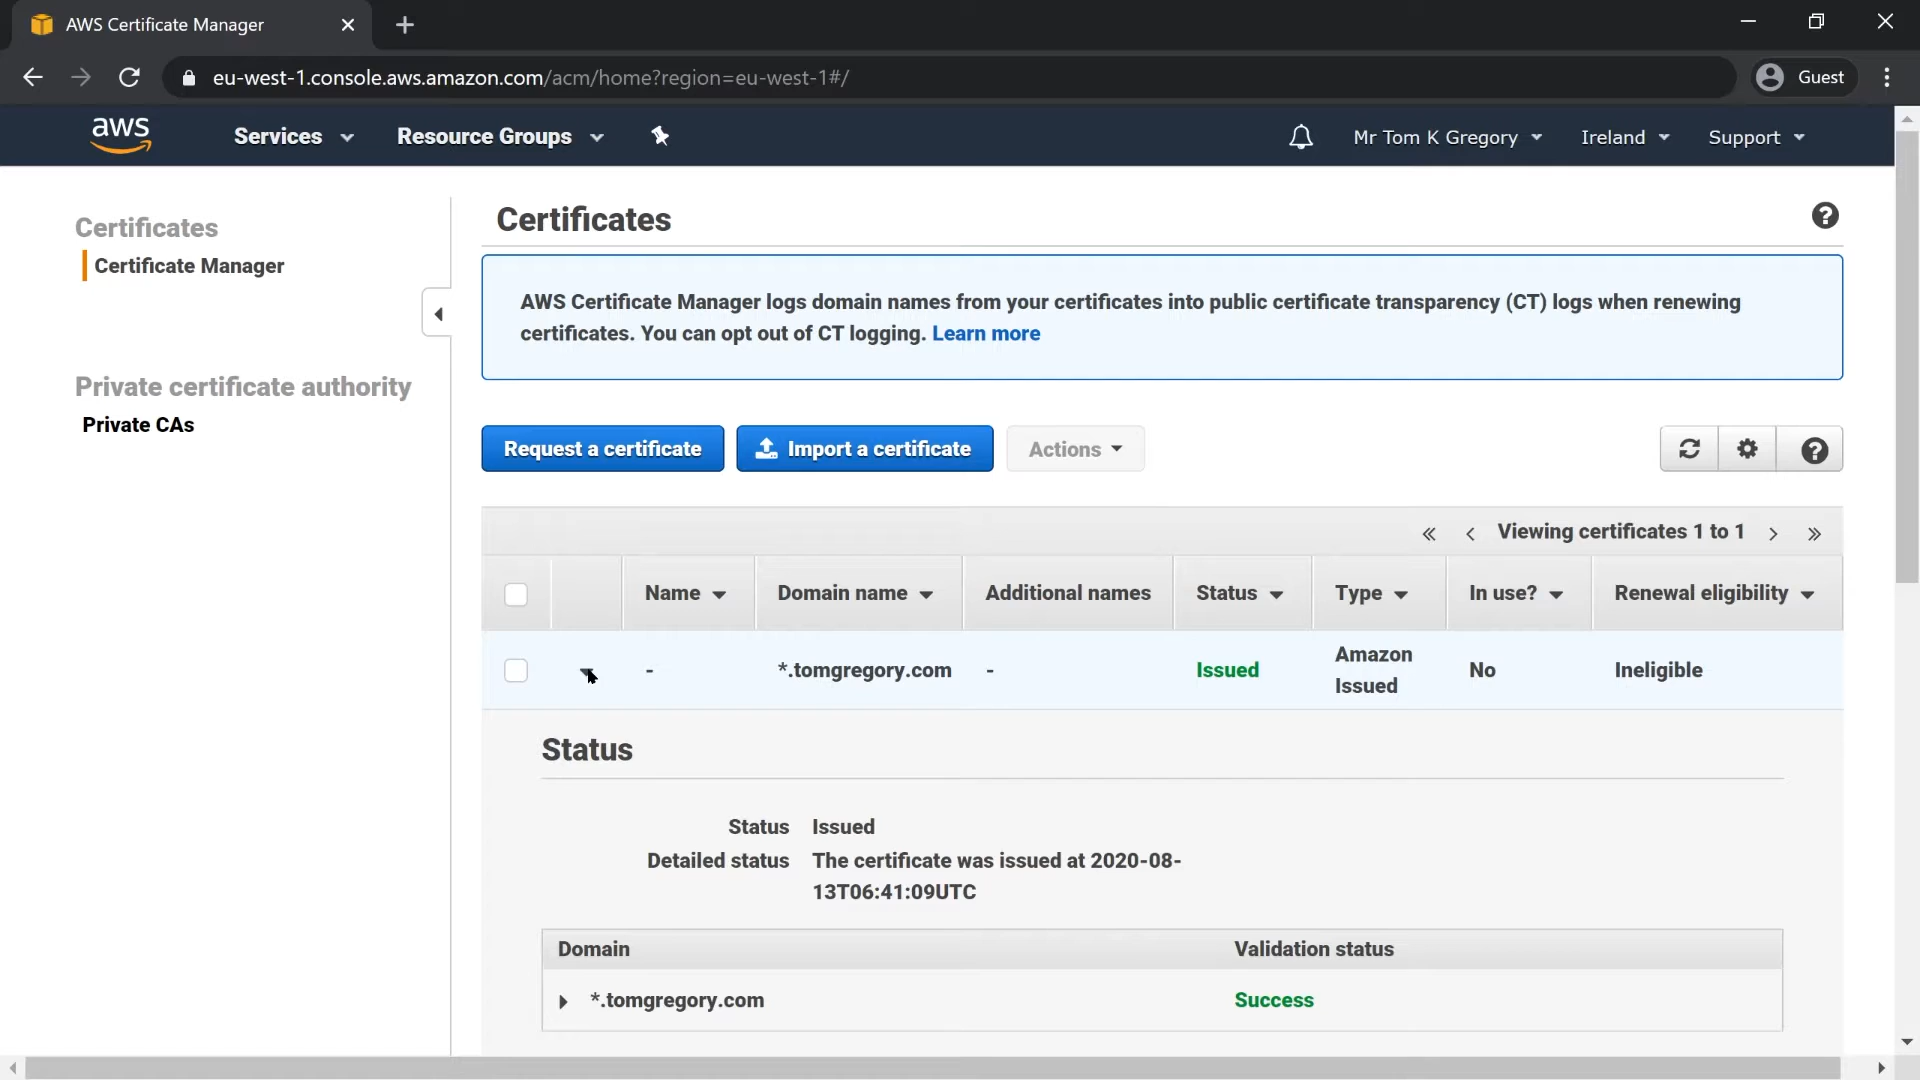 AWS Certificate Manager
eu-west-1.console.aws.amazon.com/acm/home?region=eu-west-1#/
Guest
aws
Services
Resource Groups
Mr Tom K Gregory
Ireland
Support
Certificates
Certificate Manager
Private certificate authority
Private CAs
Certificates
AWS Certificate Manager logs domain names from your certificates into public certificate transparency (CT) logs when renewing
certificates. You can opt out of CT logging. Learn more
Request a certificate
Import a certificate
Actions
« ‹ Viewing certificates 1 to 1 › »
Name
Domain name
Additional names
Status
Type
In use?
Renewal eligibility
-
*.tomgregory.com
-
Issued
Amazon
Issued
No
Ineligible
Status
Status Issued
Detailed status The certificate was issued at 2020-08-
13T06:41:09UTC
Domain Validation status
*.tomgregory.com Success